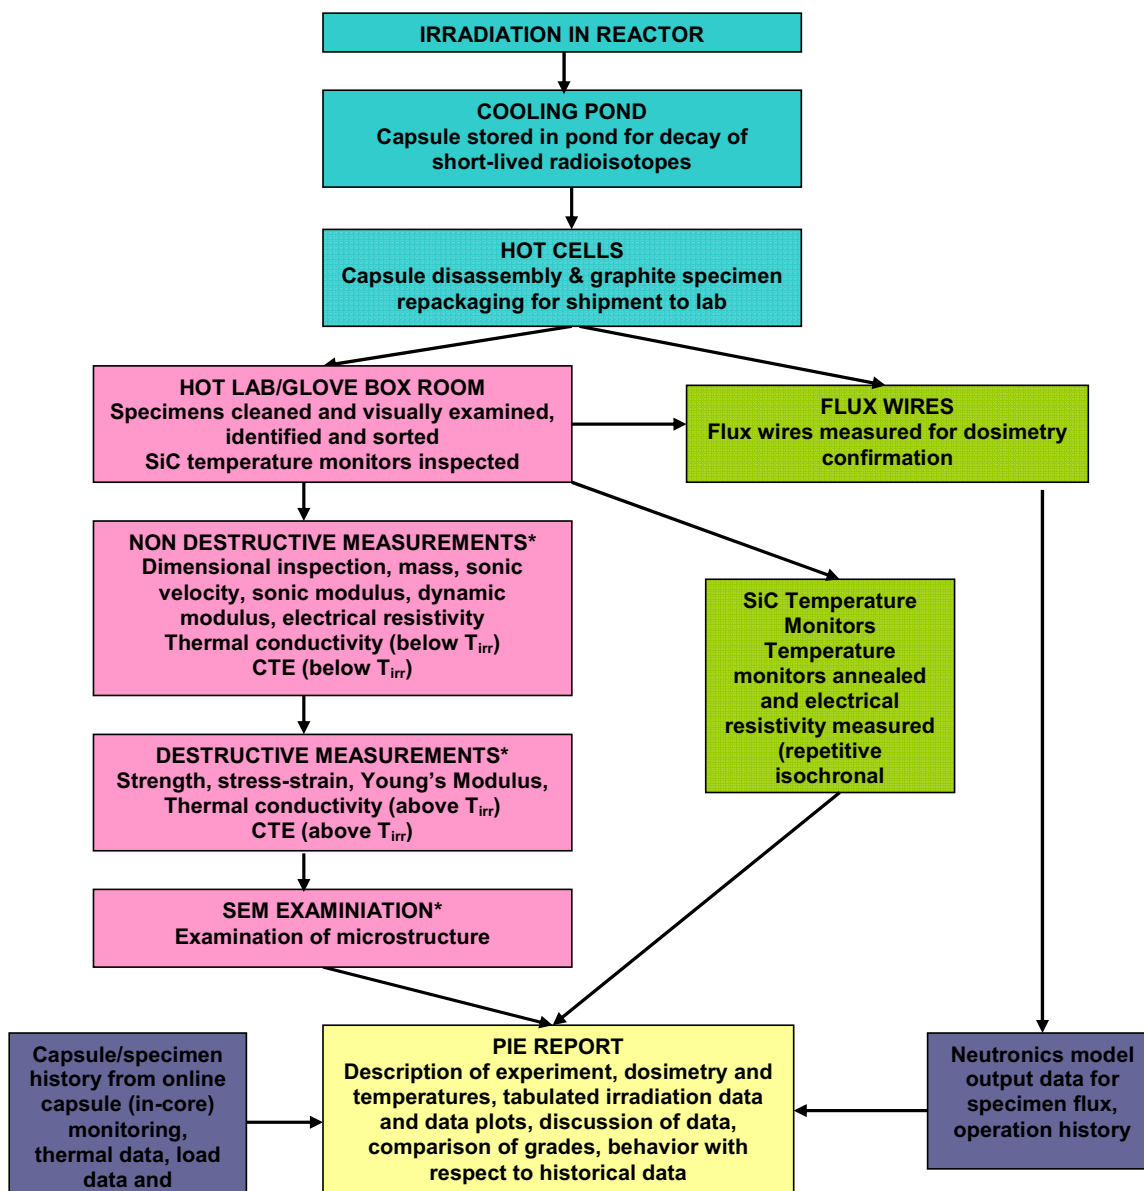 IRRADIATION IN REACTOR
COOLING POND
Capsule stored in pond for decay of
short-lived radioisotopes
HOT CELLS
Capsule disassembly & graphite specimen
repackaging for shipment to lab
HOT LAB/GLOVE BOX ROOM
Specimens cleaned and visually examined,
identified and sorted
SiC temperature monitors inspected
FLUX WIRES
Flux wires measured for dosimetry
confirmation
NON DESTRUCTIVE MEASUREMENTS*
Dimensional inspection, mass, sonic
velocity, sonic modulus, dynamic
modulus, electrical resistivity
Thermal conductivity (below Tirr)
CTE (below Tirr)
SiC Temperature
Monitors
Temperature
monitors annealed
and electrical
resistivity measured
(repetitive
isochronal
DESTRUCTIVE MEASUREMENTS*
Strength, stress-strain, Young's Modulus,
Thermal conductivity (above Tirr)
CTE (above Tirr)
SEM EXAMINIATION*
Examination of microstructure
Capsule/specimen
history from online
capsule (in-core)
monitoring,
thermal data, load
data and
PIE REPORT
Description of experiment, dosimetry and
temperatures, tabulated irradiation data
and data plots, discussion of data,
comparison of grades, behavior with
respect to historical data
Neutronics model
output data for
specimen flux,
operation history